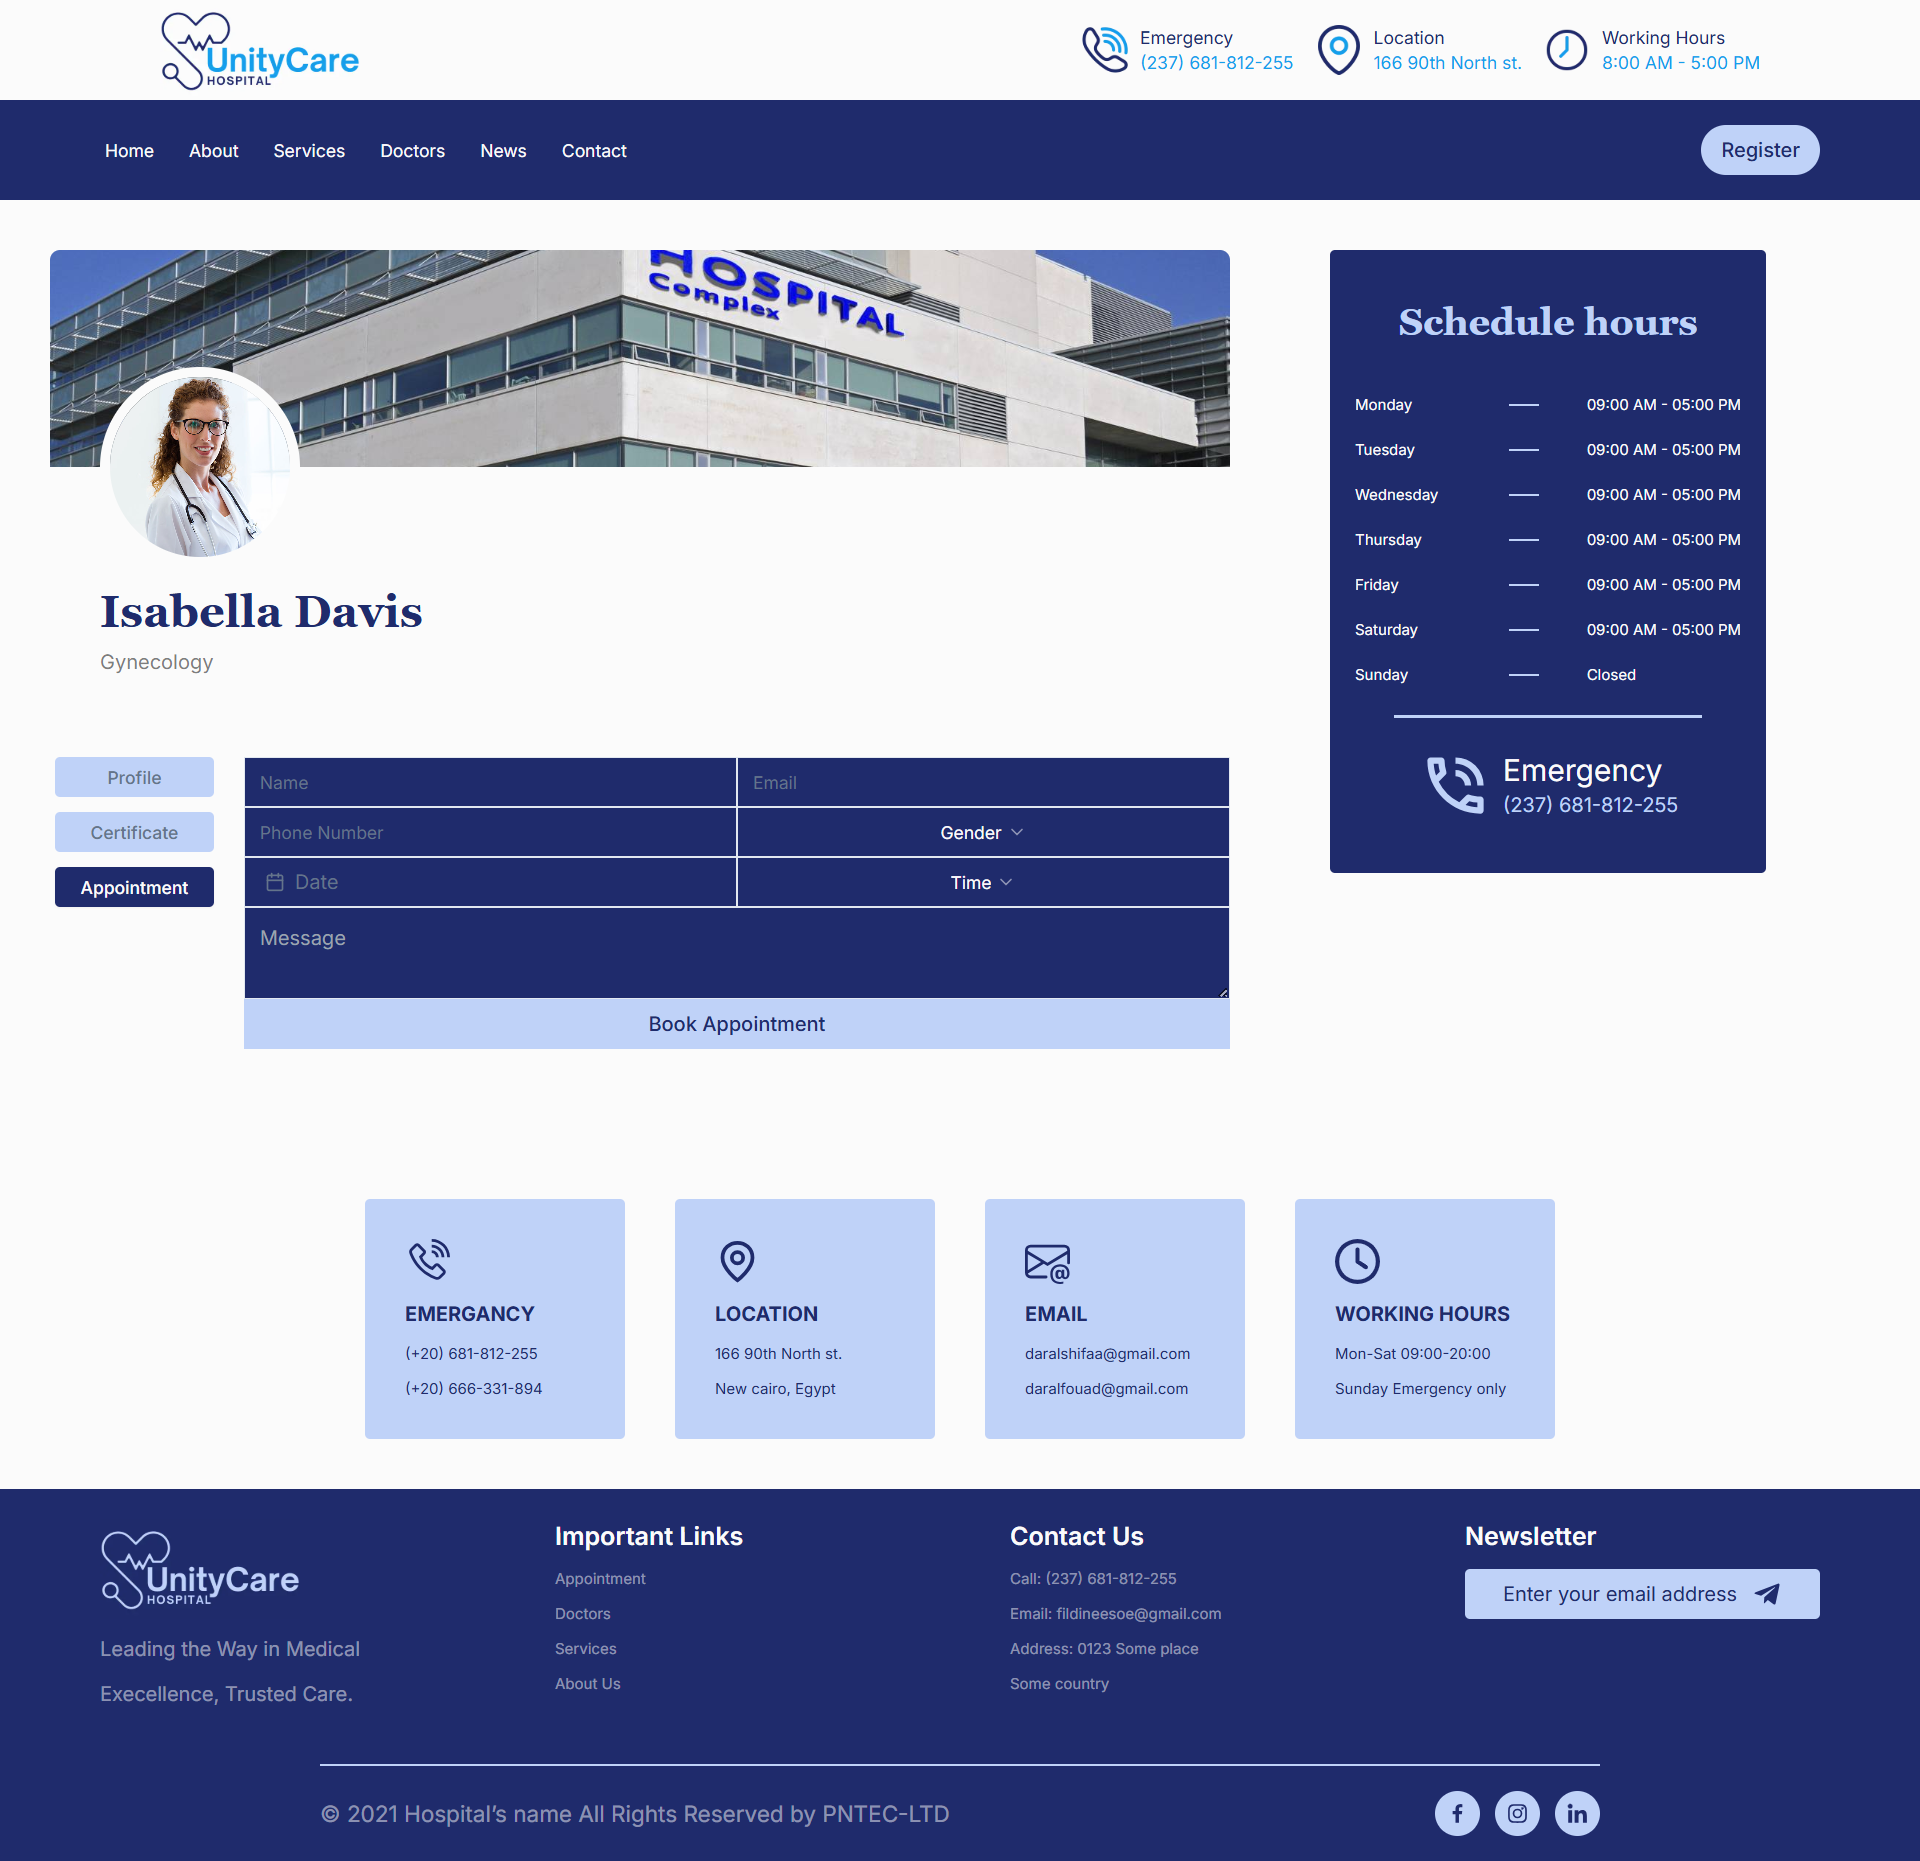 UnityCare
HOSPITAL
Emergency
(237) 681-812-255
Location
166 90th North st.
Working Hours
8:00 AM - 5:00 PM
Home
About
Services
Doctors
News
Contact
Register
HOSPITAL
Complex
Isabella Davis
Gynecology
Profile
Certificate
Appointment
Name
Email
Phone Number
Gender
Date
Time
Message
Book Appointment
Schedule hours
Monday — 09:00 AM - 05:00 PM
Tuesday — 09:00 AM - 05:00 PM
Wednesday — 09:00 AM - 05:00 PM
Thursday — 09:00 AM - 05:00 PM
Friday — 09:00 AM - 05:00 PM
Saturday — 09:00 AM - 05:00 PM
Sunday — Closed
Emergency
(237) 681-812-255
EMERGANCY
(+20) 681-812-255
(+20) 666-331-894
LOCATION
166 90th North st.
New cairo, Egypt
EMAIL
daralshifaa@gmail.com
daralfouad@gmail.com
WORKING HOURS
Mon-Sat 09:00-20:00
Sunday Emergency only
UnityCare
HOSPITAL
Leading the Way in Medical
Execellence, Trusted Care.
Important Links
Appointment
Doctors
Services
About Us
Contact Us
Call: (237) 681-812-255
Email: fildineesoe@gmail.com
Address: 0123 Some place
Some country
Newsletter
Enter your email address
© 2021 Hospital's name All Rights Reserved by PNTEC-LTD